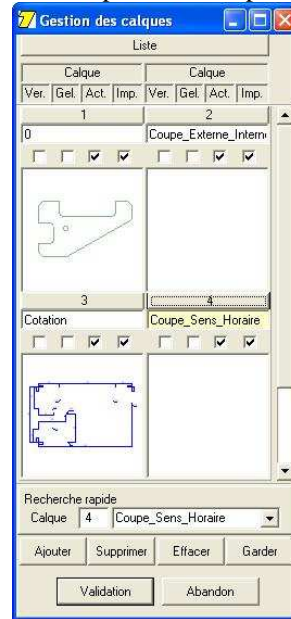 Gestion des calques
Liste
Calque Calque
Ver. Gel. Act. Imp. Ver. Gel. Act. Imp.
1 2
0 Coupe_Externe_Intern
3 4
Cotation Coupe_Sens_Horaire
Recherche rapide
Calque 4 Coupe_Sens_Horaire
Ajouter Supprimer Effacer Garder
Validation Abandon